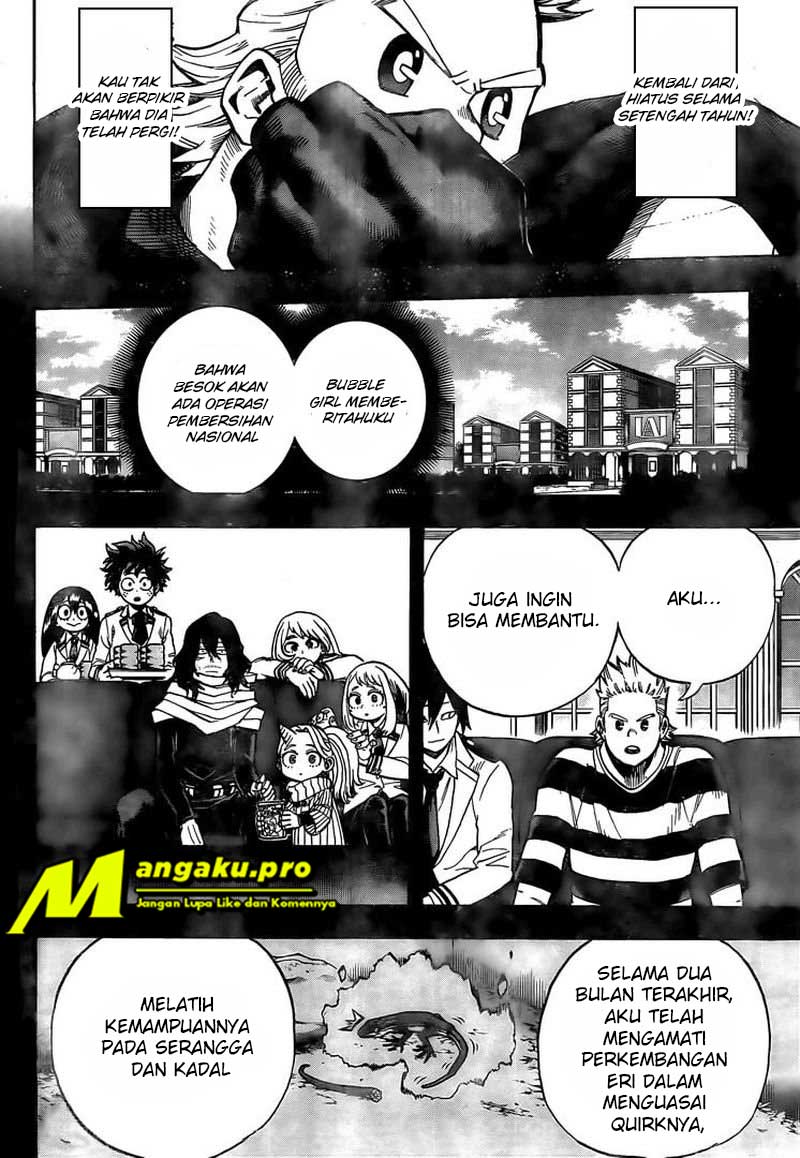 KEMBALI DARI
HIATUS SELAMA
SETENGAH TAHUN!
KAU TAK
AKAN BERPIKIR
BAHWA DIA
TELAH PERGI!
BUBBLE
GIRL MEMBE-
RITAHUKU
BAHWA
BESOK AKAN
ADA OPERASI
PEMBERSIHAN
NASIONAL
AKU...
JUGA INGIN
BISA MEMBANTU.
Mangaku.pro
Jangan Lupa Like dan Komennya
SELAMA DUA
BULAN TERAKHIR,
AKU TELAH
MENGAMATI
PERKEMBANGAN
ERI DALAM
MENGUASAI
QUIRKNYA,
MELATIH
KEMAMPUANNYA
PADA SERANGGA
DAN KADAL